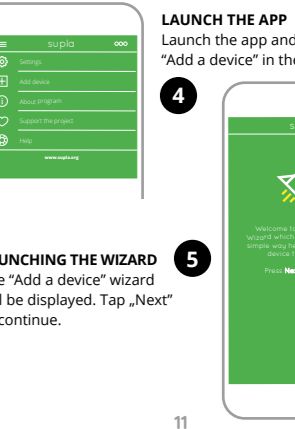 supla
Settings
Add device
About program
Support the project
Help
www.supla.org
LAUNCH THE APP
Launch the app and
“Add a device” in the
4
UNCHING THE WIZARD
e “Add a device” wizard
l be displayed. Tap „Next”
continue.
5
s
Welcome to
Wizard which
simple way he
device t
Press Ne
11